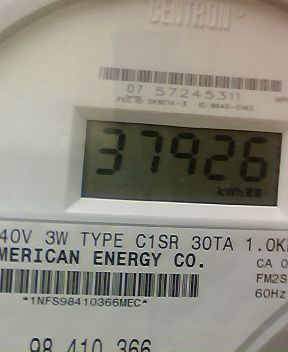 CENTRON
07 57245311
37926
kWh
40V 3W TYPE C1SR 30TA 1.0K
MERICAN ENERGY CO.
CA 0
FM2S
*1NFS98410366MEC*
60Hz
98 410 366